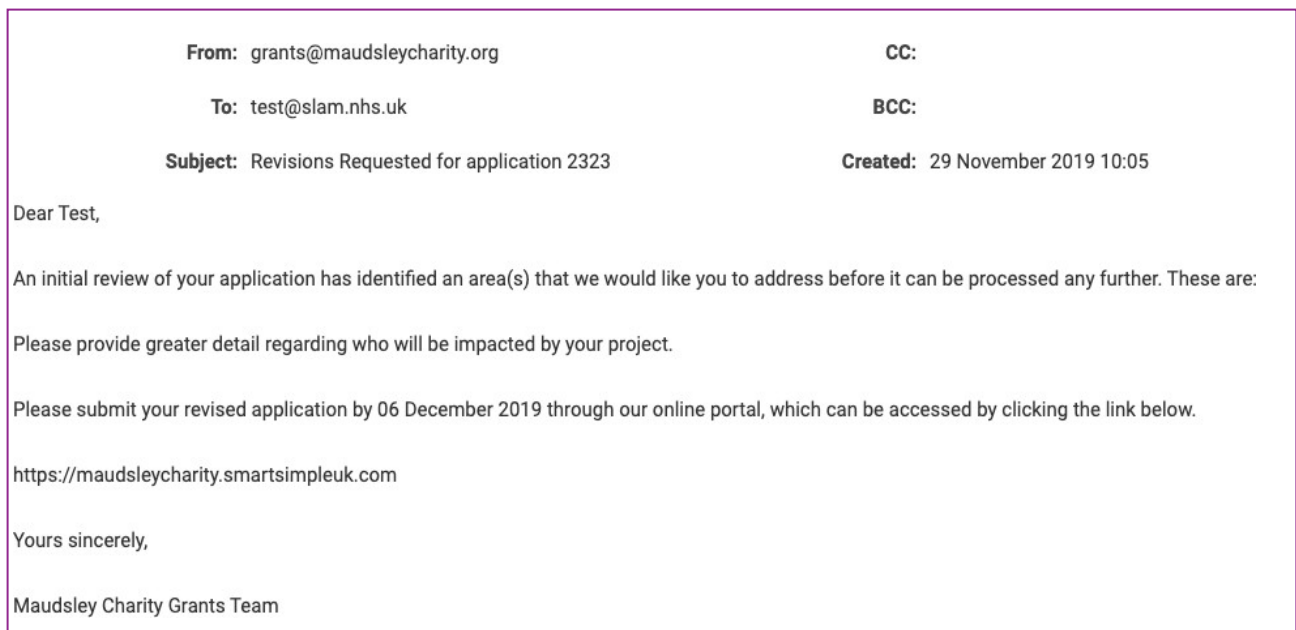 From: grants@maudsleycharity.org CC:
To: test@slam.nhs.uk BCC:
Subject: Revisions Requested for application 2323 Created: 29 November 2019 10:05
Dear Test,
An initial review of your application has identified an area(s) that we would like you to address before it can be processed any further. These are:
Please provide greater detail regarding who will be impacted by your project.
Please submit your revised application by 06 December 2019 through our online portal, which can be accessed by clicking the link below.
https://maudsleycharity.smartsimpleuk.com
Yours sincerely,
Maudsley Charity Grants Team